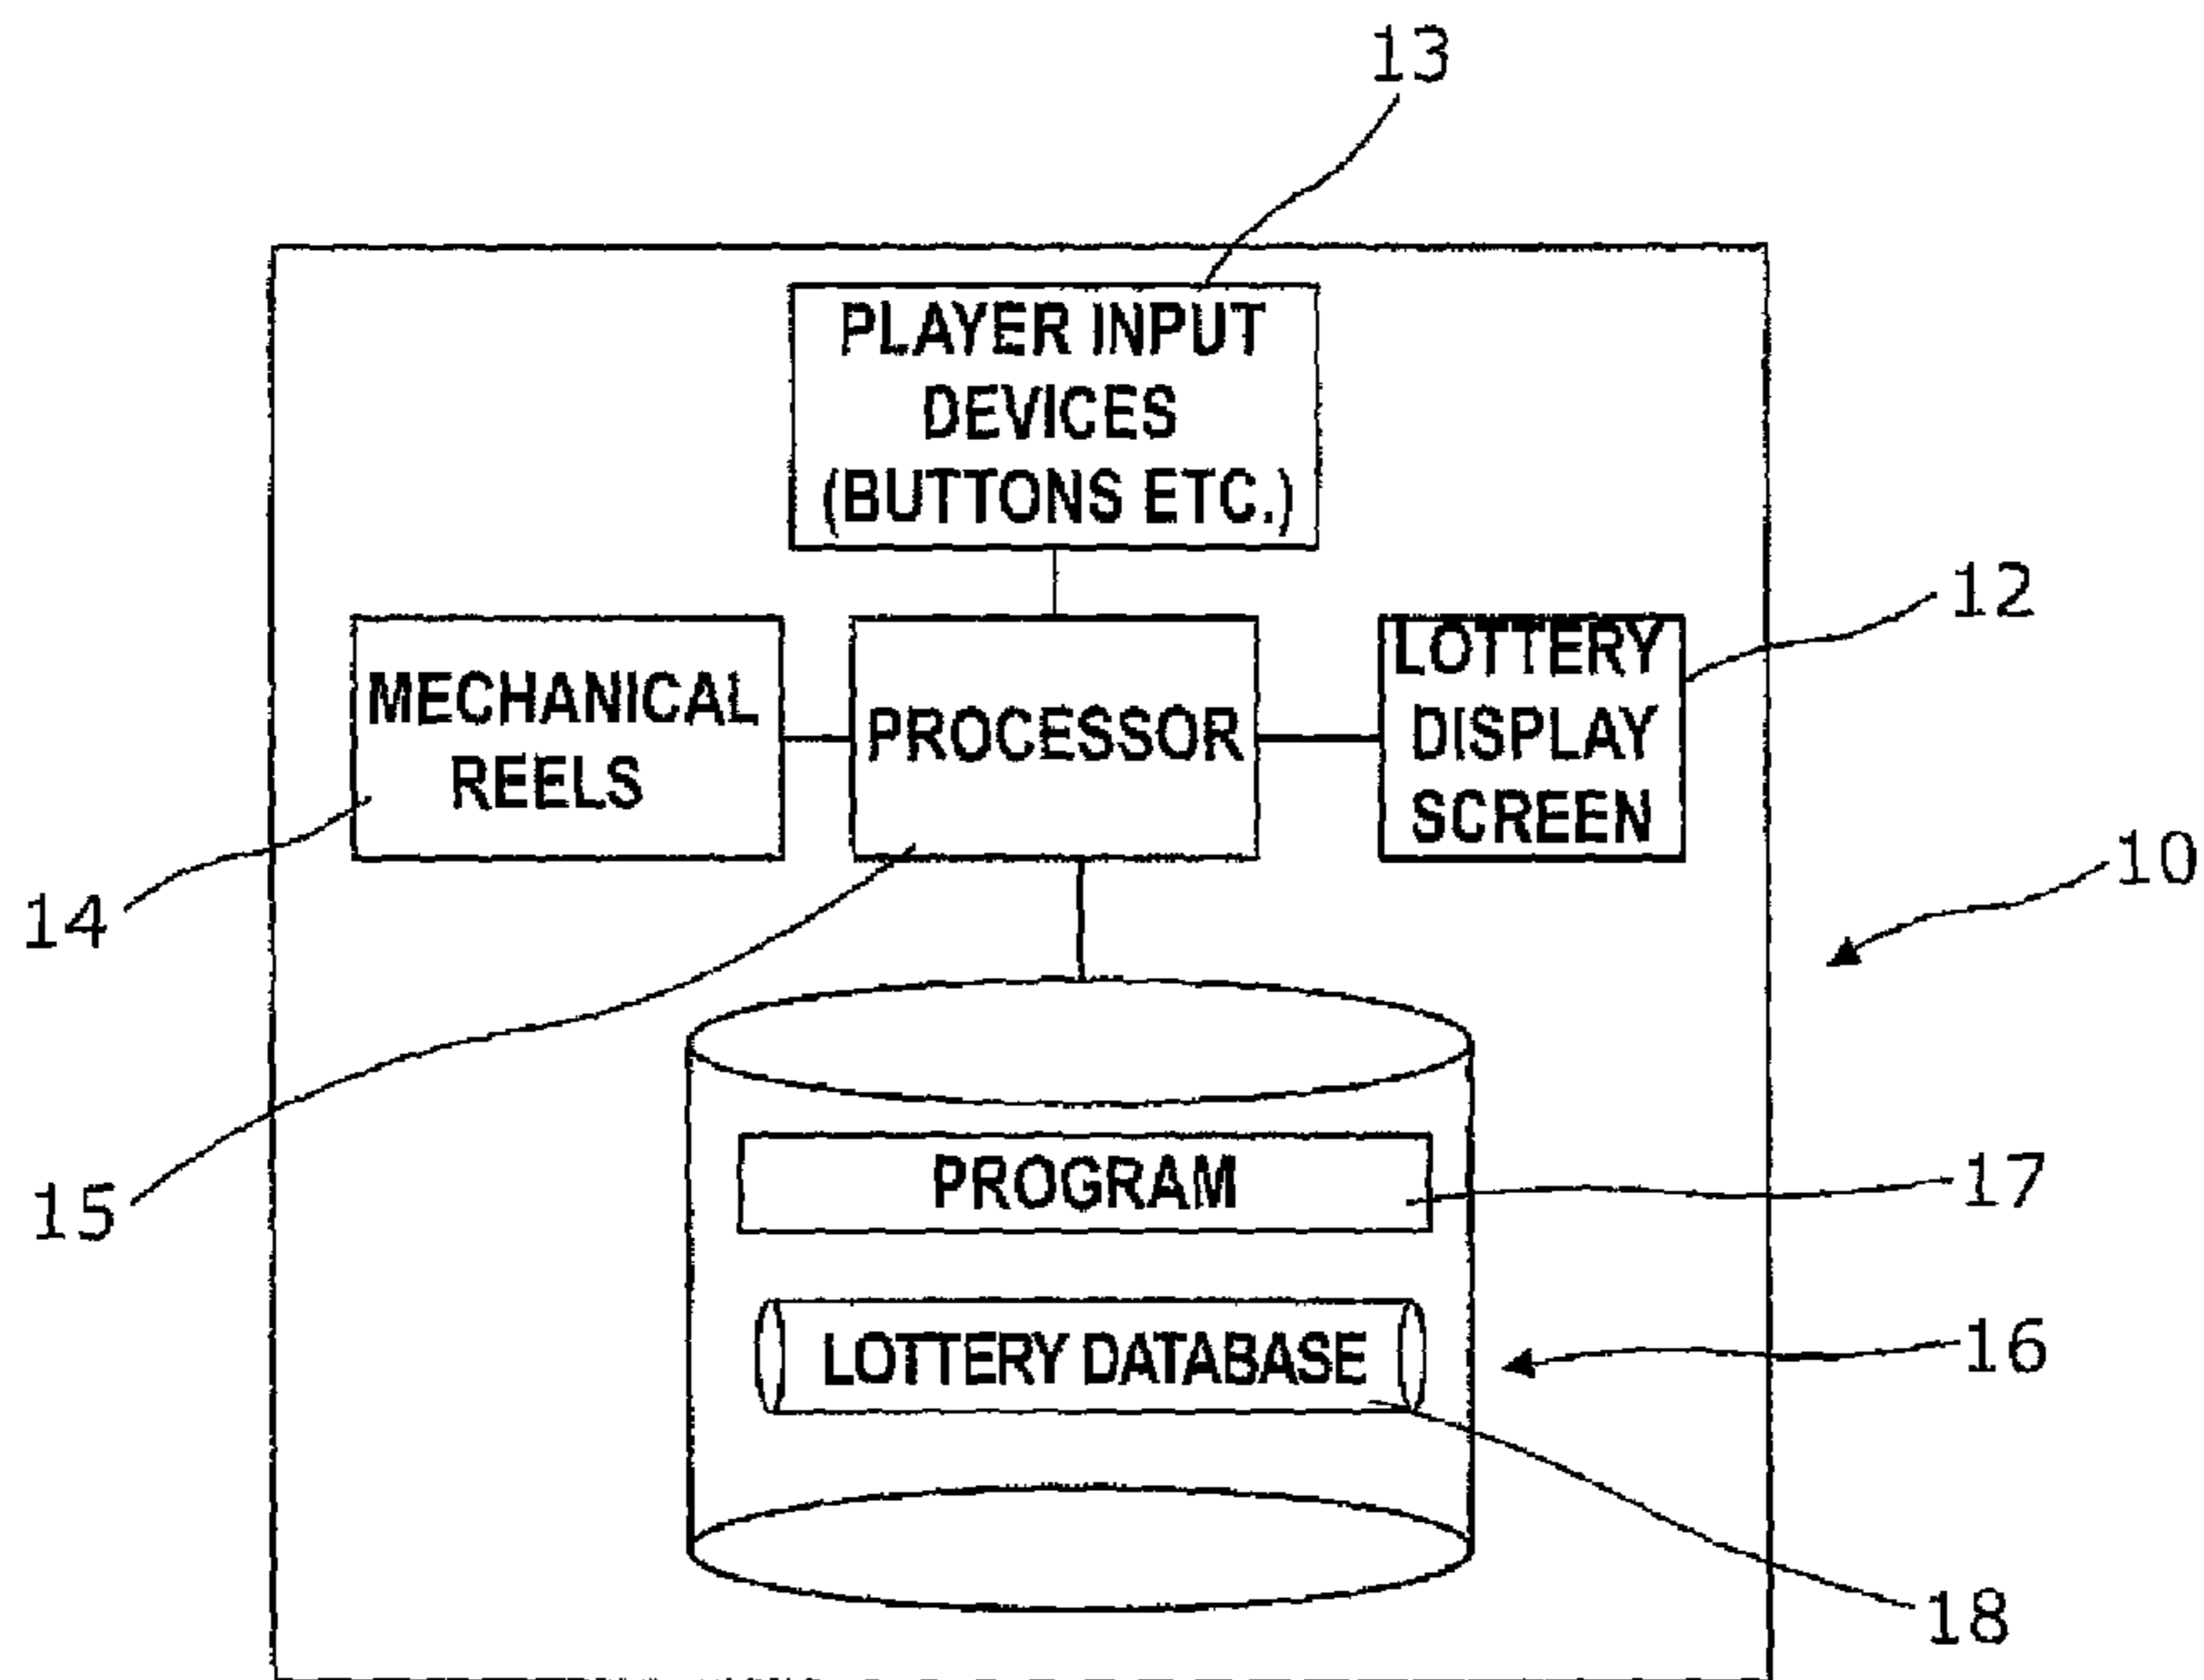 13
PLAYER INPUT
DEVICES
(BUTTONS ETC.)
12
MECHANICAL
REELS
PROCESSOR
LOTTERY
DISPLAY
SCREEN
10
14
15
PROGRAM
17
LOTTERY DATABASE
16
18